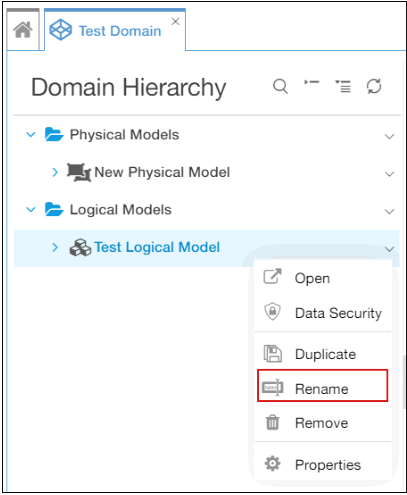 Test Domain
Domain Hierarchy
Physical Models
New Physical Model
Logical Models
Test Logical Model
Open
Data Security
Duplicate
Rename
Remove
Properties